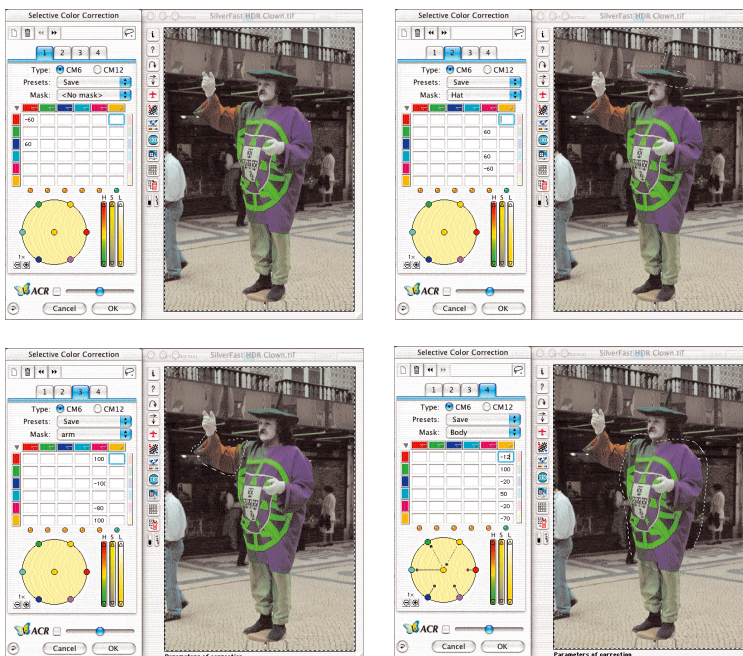 Selective Color Correction
SilverFast HDR Clown.tif
1 2 3 4
Type: CM6 CM12
Presets: Save
Mask: <No mask>
-60
60
H S L
1×
ACR
Cancel OK
Selective Color Correction
SilverFast HDR Clown.tif
1 2 3 4
Type: CM6 CM12
Presets: Save
Mask: Hat
60
60
-60
H S L
1×
ACR
Cancel OK
Selective Color Correction
SilverFast HDR Clown.tif
1 2 3 4
Type: CM6 CM12
Presets: Save
Mask: arm
100
-80
100
H S L
1×
ACR
Cancel OK
Selective Color Correction
SilverFast HDR Clown.tif
1 2 3 4
Type: CM6 CM12
Presets: Save
Mask: Body
-12
100
-20
50
-20
-70
H S L
1×
ACR
Cancel OK
Parameters of correction